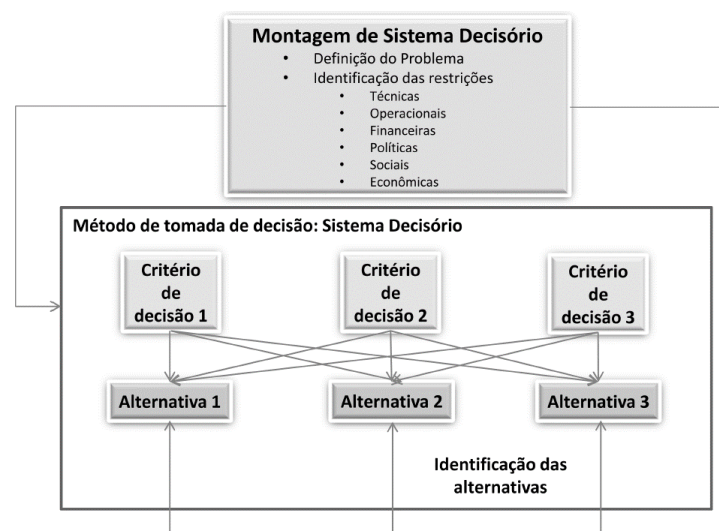 Montagem de Sistema Decisório
• Definição do Problema
• Identificação das restrições
• Técnicas
• Operacionais
• Financeiras
• Políticas
• Sociais
• Econômicas
Método de tomada de decisão: Sistema Decisório
Critério
de
decisão 1
Critério
de
decisão 2
Critério
de
decisão 3
Alternativa 1
Alternativa 2
Alternativa 3
Identificação das
alternativas